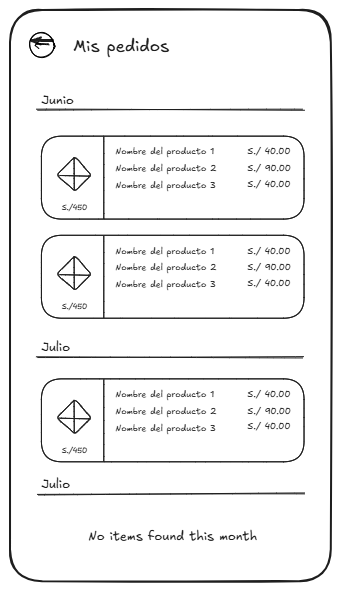 Mis pedidos
Junio
Nombre del producto 1 S./ 40.00
Nombre del producto 2 S./ 90.00
Nombre del producto 3 S./ 40.00
S./450
Nombre del producto 1 S./ 40.00
Nombre del producto 2 S./ 90.00
Nombre del producto 3 S./ 40.00
S./450
Julio
Nombre del producto 1 S./ 40.00
Nombre del producto 2 S./ 90.00
Nombre del producto 3 S./ 40.00
S./450
Julio
No items found this month